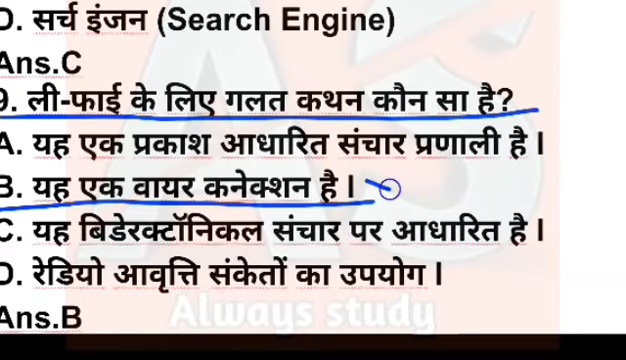 D. सर्च इंजन (Search Engine)
Ans.C
9. ली-फाई के लिए गलत कथन कौन सा है?
A. यह एक प्रकाश आधारित संचार प्रणाली है I
B. यह एक वायर कनेक्शन है I
C. यह बिडेरक्टॉनिकल संचार पर आधारित है I
D. रेडियो आवृत्ति संकेतों का उपयोग I
Ans.B
Always study